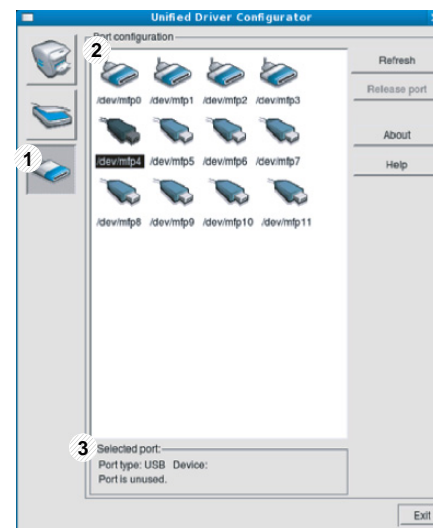 Unified Driver Configurator
Port configuration
2
/dev/mfp0 /dev/mfp1 /dev/mfp2 /dev/mfp3
/dev/mfp4 /dev/mfp5 /dev/mfp6 /dev/mfp7
/dev/mfp8 /dev/mfp9 /dev/mfp10 /dev/mfp11
1
Refresh
Release port
About
Help
3
Selected port:
Port type: USB Device:
Port is unused.
Exit